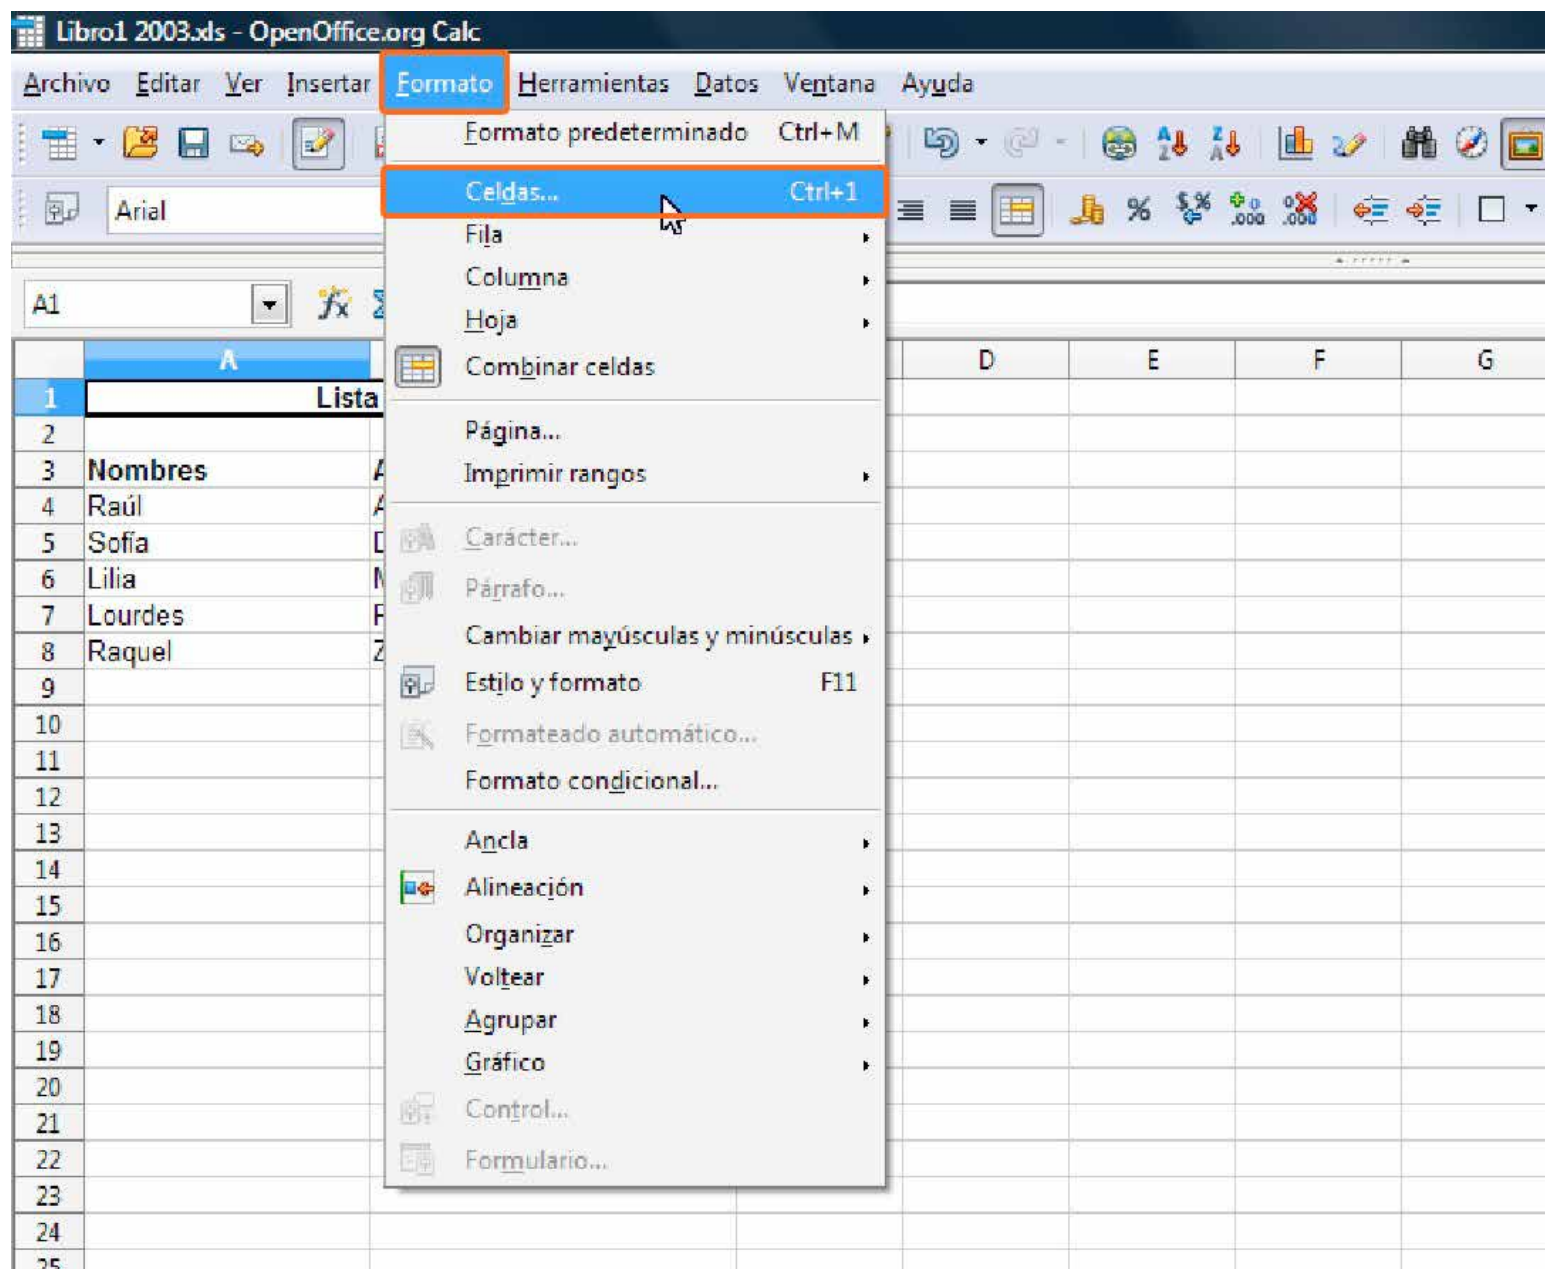 Libro1 2003.xls - OpenOffice.org Calc
Archivo Editar Ver Insertar Formato Herramientas Datos Ventana Ayuda
Formato predeterminado Ctrl+M
Celdas... Ctrl+1
Arial
Fila
Columna
A1
Hoja
A D E F G
Combinar celdas
1 Lista
2
Página...
3 Nombres A
Imprimir rangos
4 Raúl A
5 Sofía D
Carácter...
6 Lilia
Párrafo...
7 Lourdes
Cambiar mayúsculas y minúsculas
8 Raquel Z
9
Estilo y formato F11
10
Formateado automático...
11
Formato condicional...
12
13
Ancla
14
Alineación
15
16
Organizar
17
Voltear
18
Agrupar
19
Gráfico
20
21
Control...
22
Formulario...
23
24
25